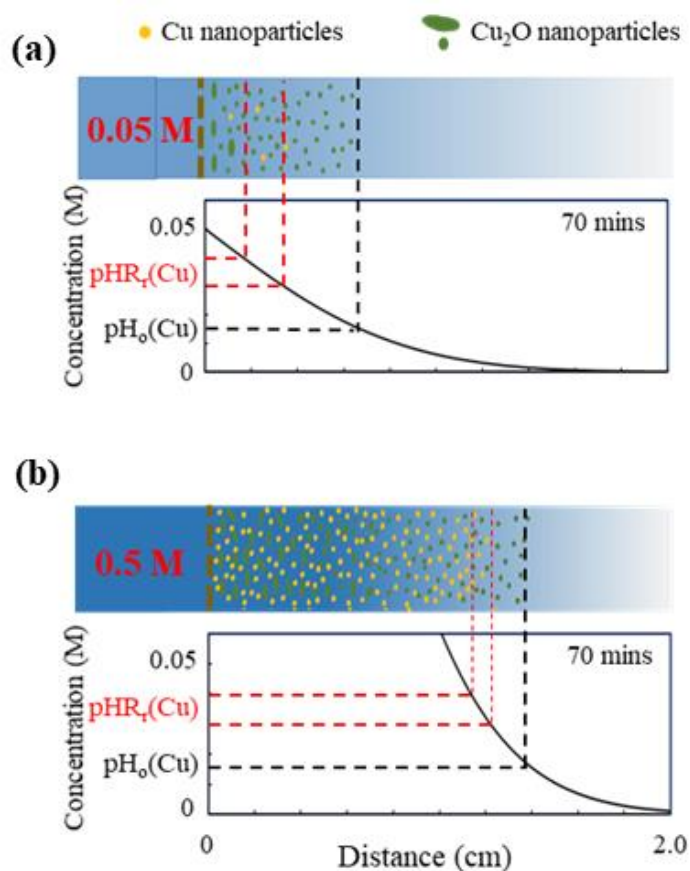 Cu nanoparticles
Cu₂O nanoparticles
(a)
0.05 M
Concentration (M)
0.05
70 mins
pHRᵣ(Cu)
pHₒ(Cu)
0
(b)
0.5 M
Concentration (M)
0.05
70 mins
pHRᵣ(Cu)
pHₒ(Cu)
0
0
Distance (cm)
2.0